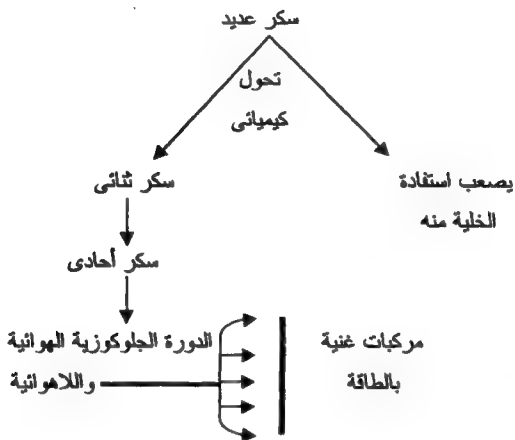 سكر عديد
تحول
كيميائى
يصعب استفادة
الخلية منه
سكر ثنائى
سكر أحادى
الدورة الجلوكوزية الهوائية
واللاهوائية
مركبات غنية
بالطاقة